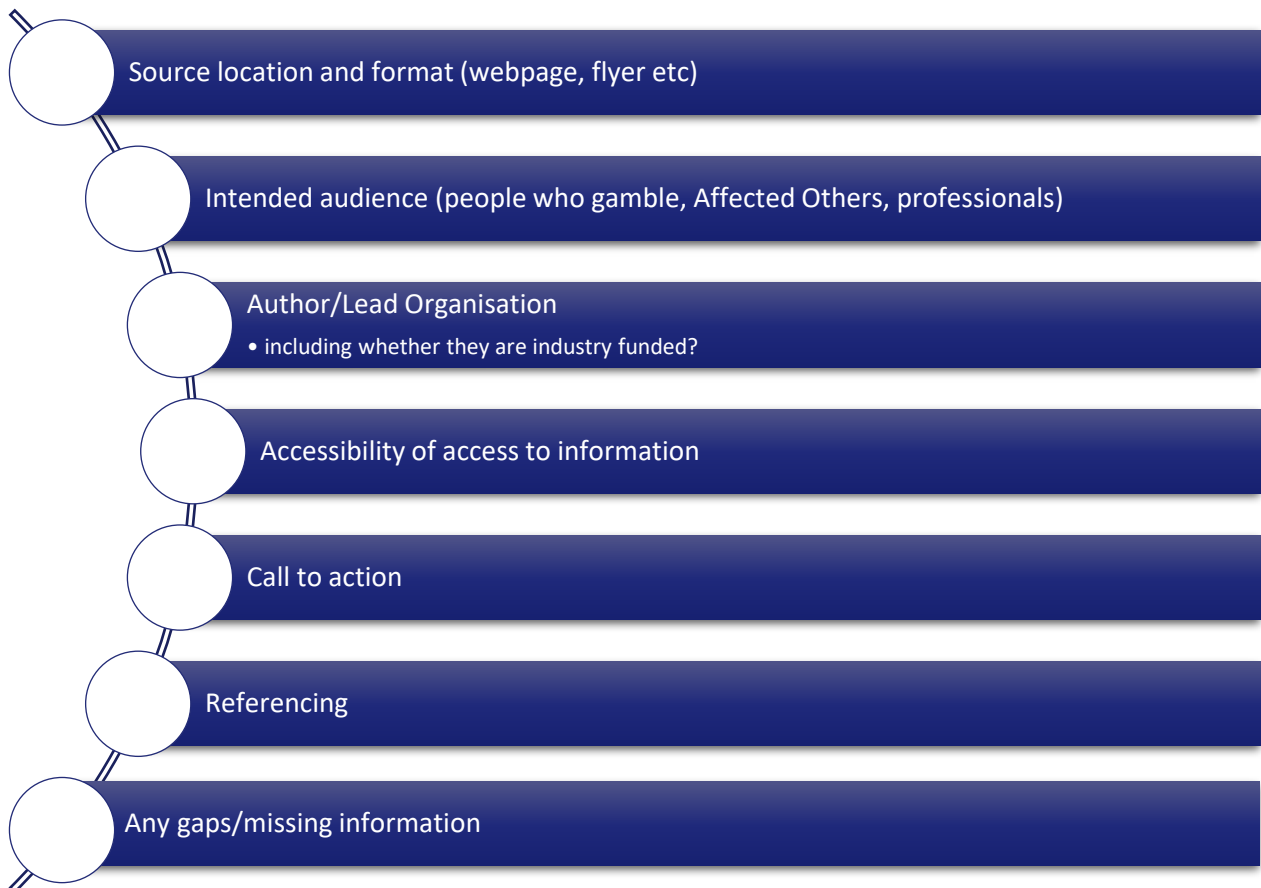 Source location and format (webpage, flyer etc)
Intended audience (people who gamble, Affected Others, professionals)
Author/Lead Organisation
• including whether they are industry funded?
Accessibility of access to information
Call to action
Referencing
Any gaps/missing information